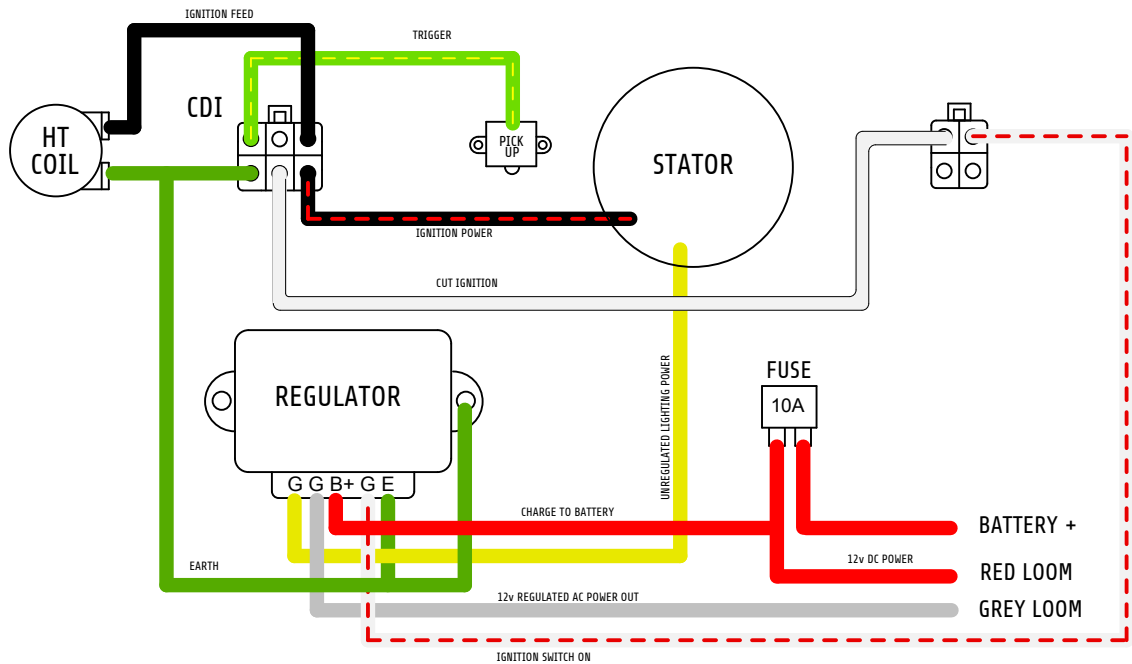 IGNITION FEED
TRIGGER
CDI
HT
COIL
PICK
UP
STATOR
IGNITION POWER
CUT IGNITION
UNREGULATED LIGHTING POWER
FUSE
10A
REGULATOR
G G B+ G E
CHARGE TO BATTERY
BATTERY +
12v DC POWER
EARTH
RED LOOM
12v REGULATED AC POWER OUT
GREY LOOM
IGNITION SWITCH ON